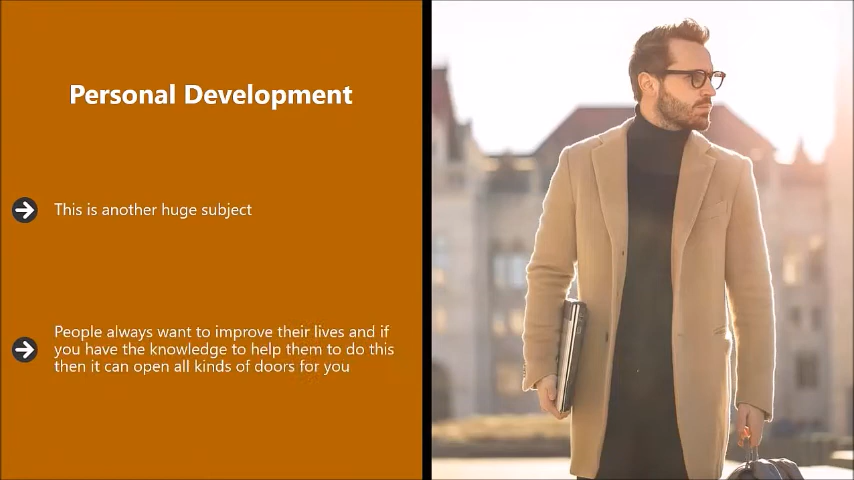 Personal Development
This is another huge subject
People always want to improve their lives and if
you have the knowledge to help them to do this
then it can open all kinds of doors for you